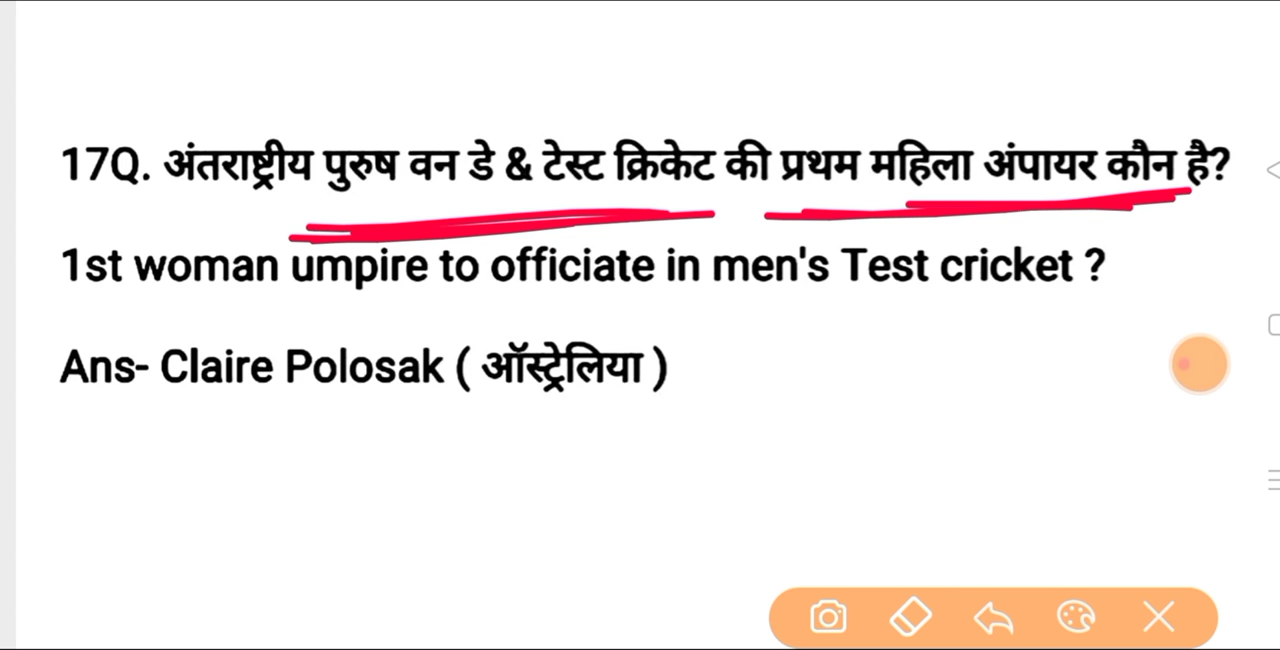 17Q. अंतराष्ट्रीय पुरुष वन डे & टेस्ट क्रिकेट की प्रथम महिला अंपायर कौन है?
1st woman umpire to officiate in men's Test cricket ?
Ans- Claire Polosak ( ऑस्ट्रेलिया )